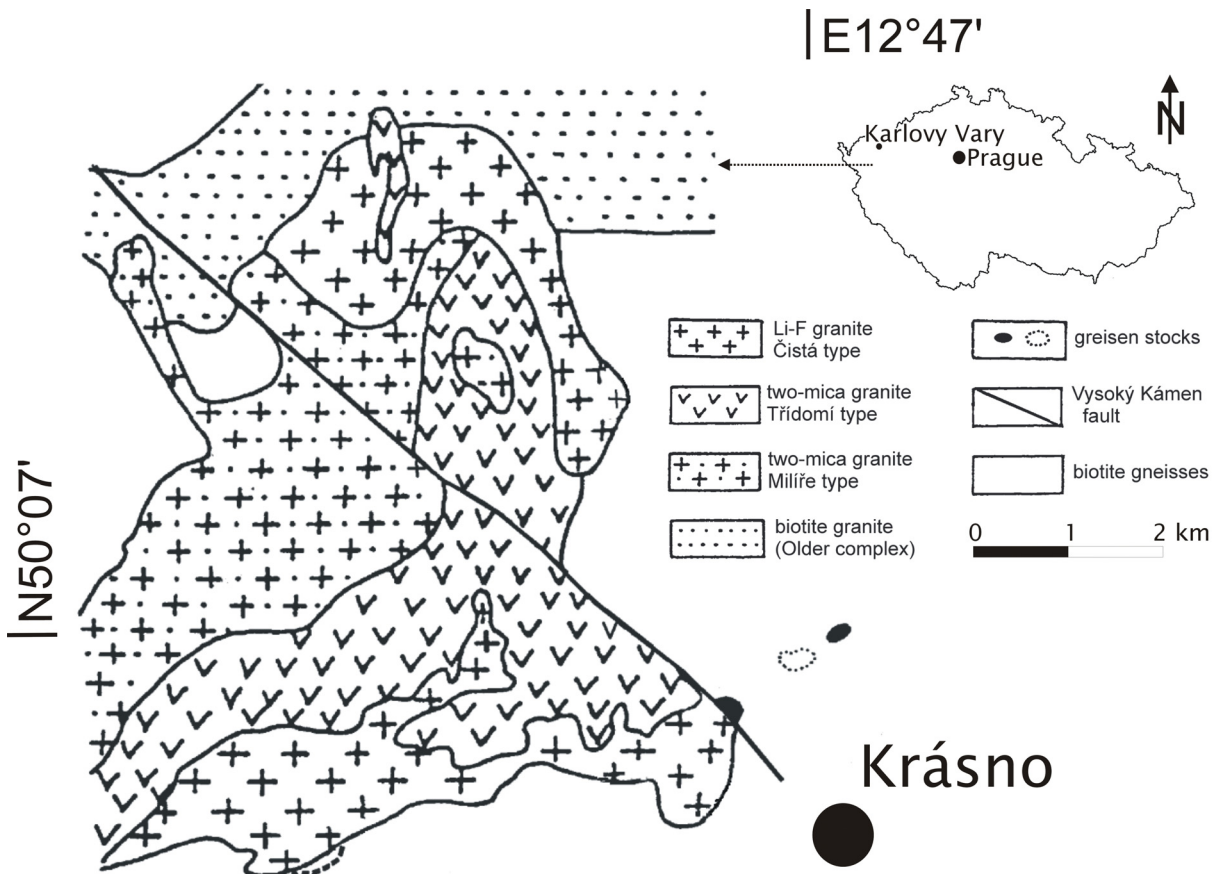 E12°47'
N
Karlovy Vary
Prague
Li-F granite
Čistá type
two-mica granite
Třídomí type
two-mica granite
Milíře type
biotite granite
(Older complex)
greisen stocks
Vysoký Kámen
fault
biotite gneisses
0 1 2 km
N50°07'
Krásno